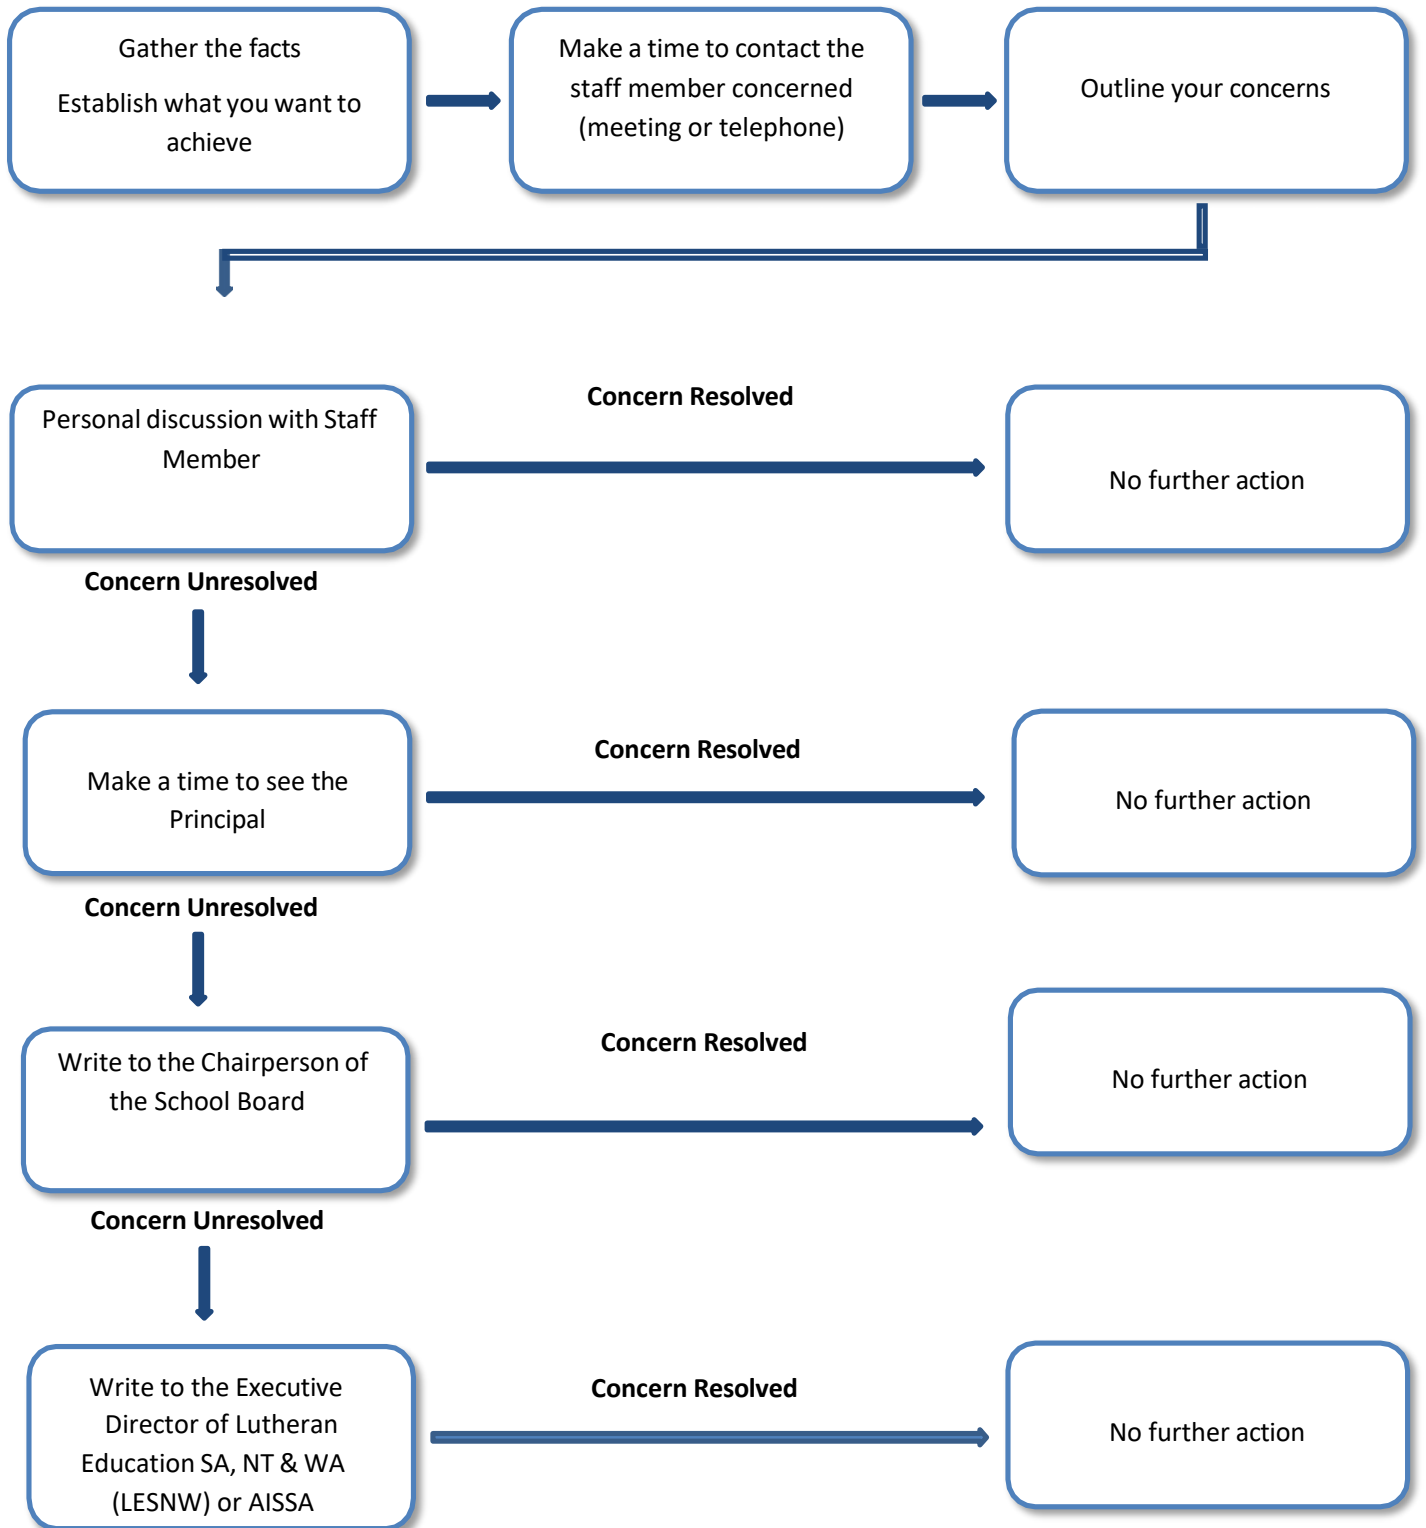 Gather the facts
Establish what you want to
achieve
Make a time to contact the
staff member concerned
(meeting or telephone)
Outline your concerns
Personal discussion with Staff
Member
Concern Resolved
No further action
Concern Unresolved
Make a time to see the
Principal
Concern Resolved
No further action
Concern Unresolved
Write to the Chairperson of
the School Board
Concern Resolved
No further action
Concern Unresolved
Write to the Executive
Director of Lutheran
Education SA, NT & WA
(LESNW) or AISSA
Concern Resolved
No further action